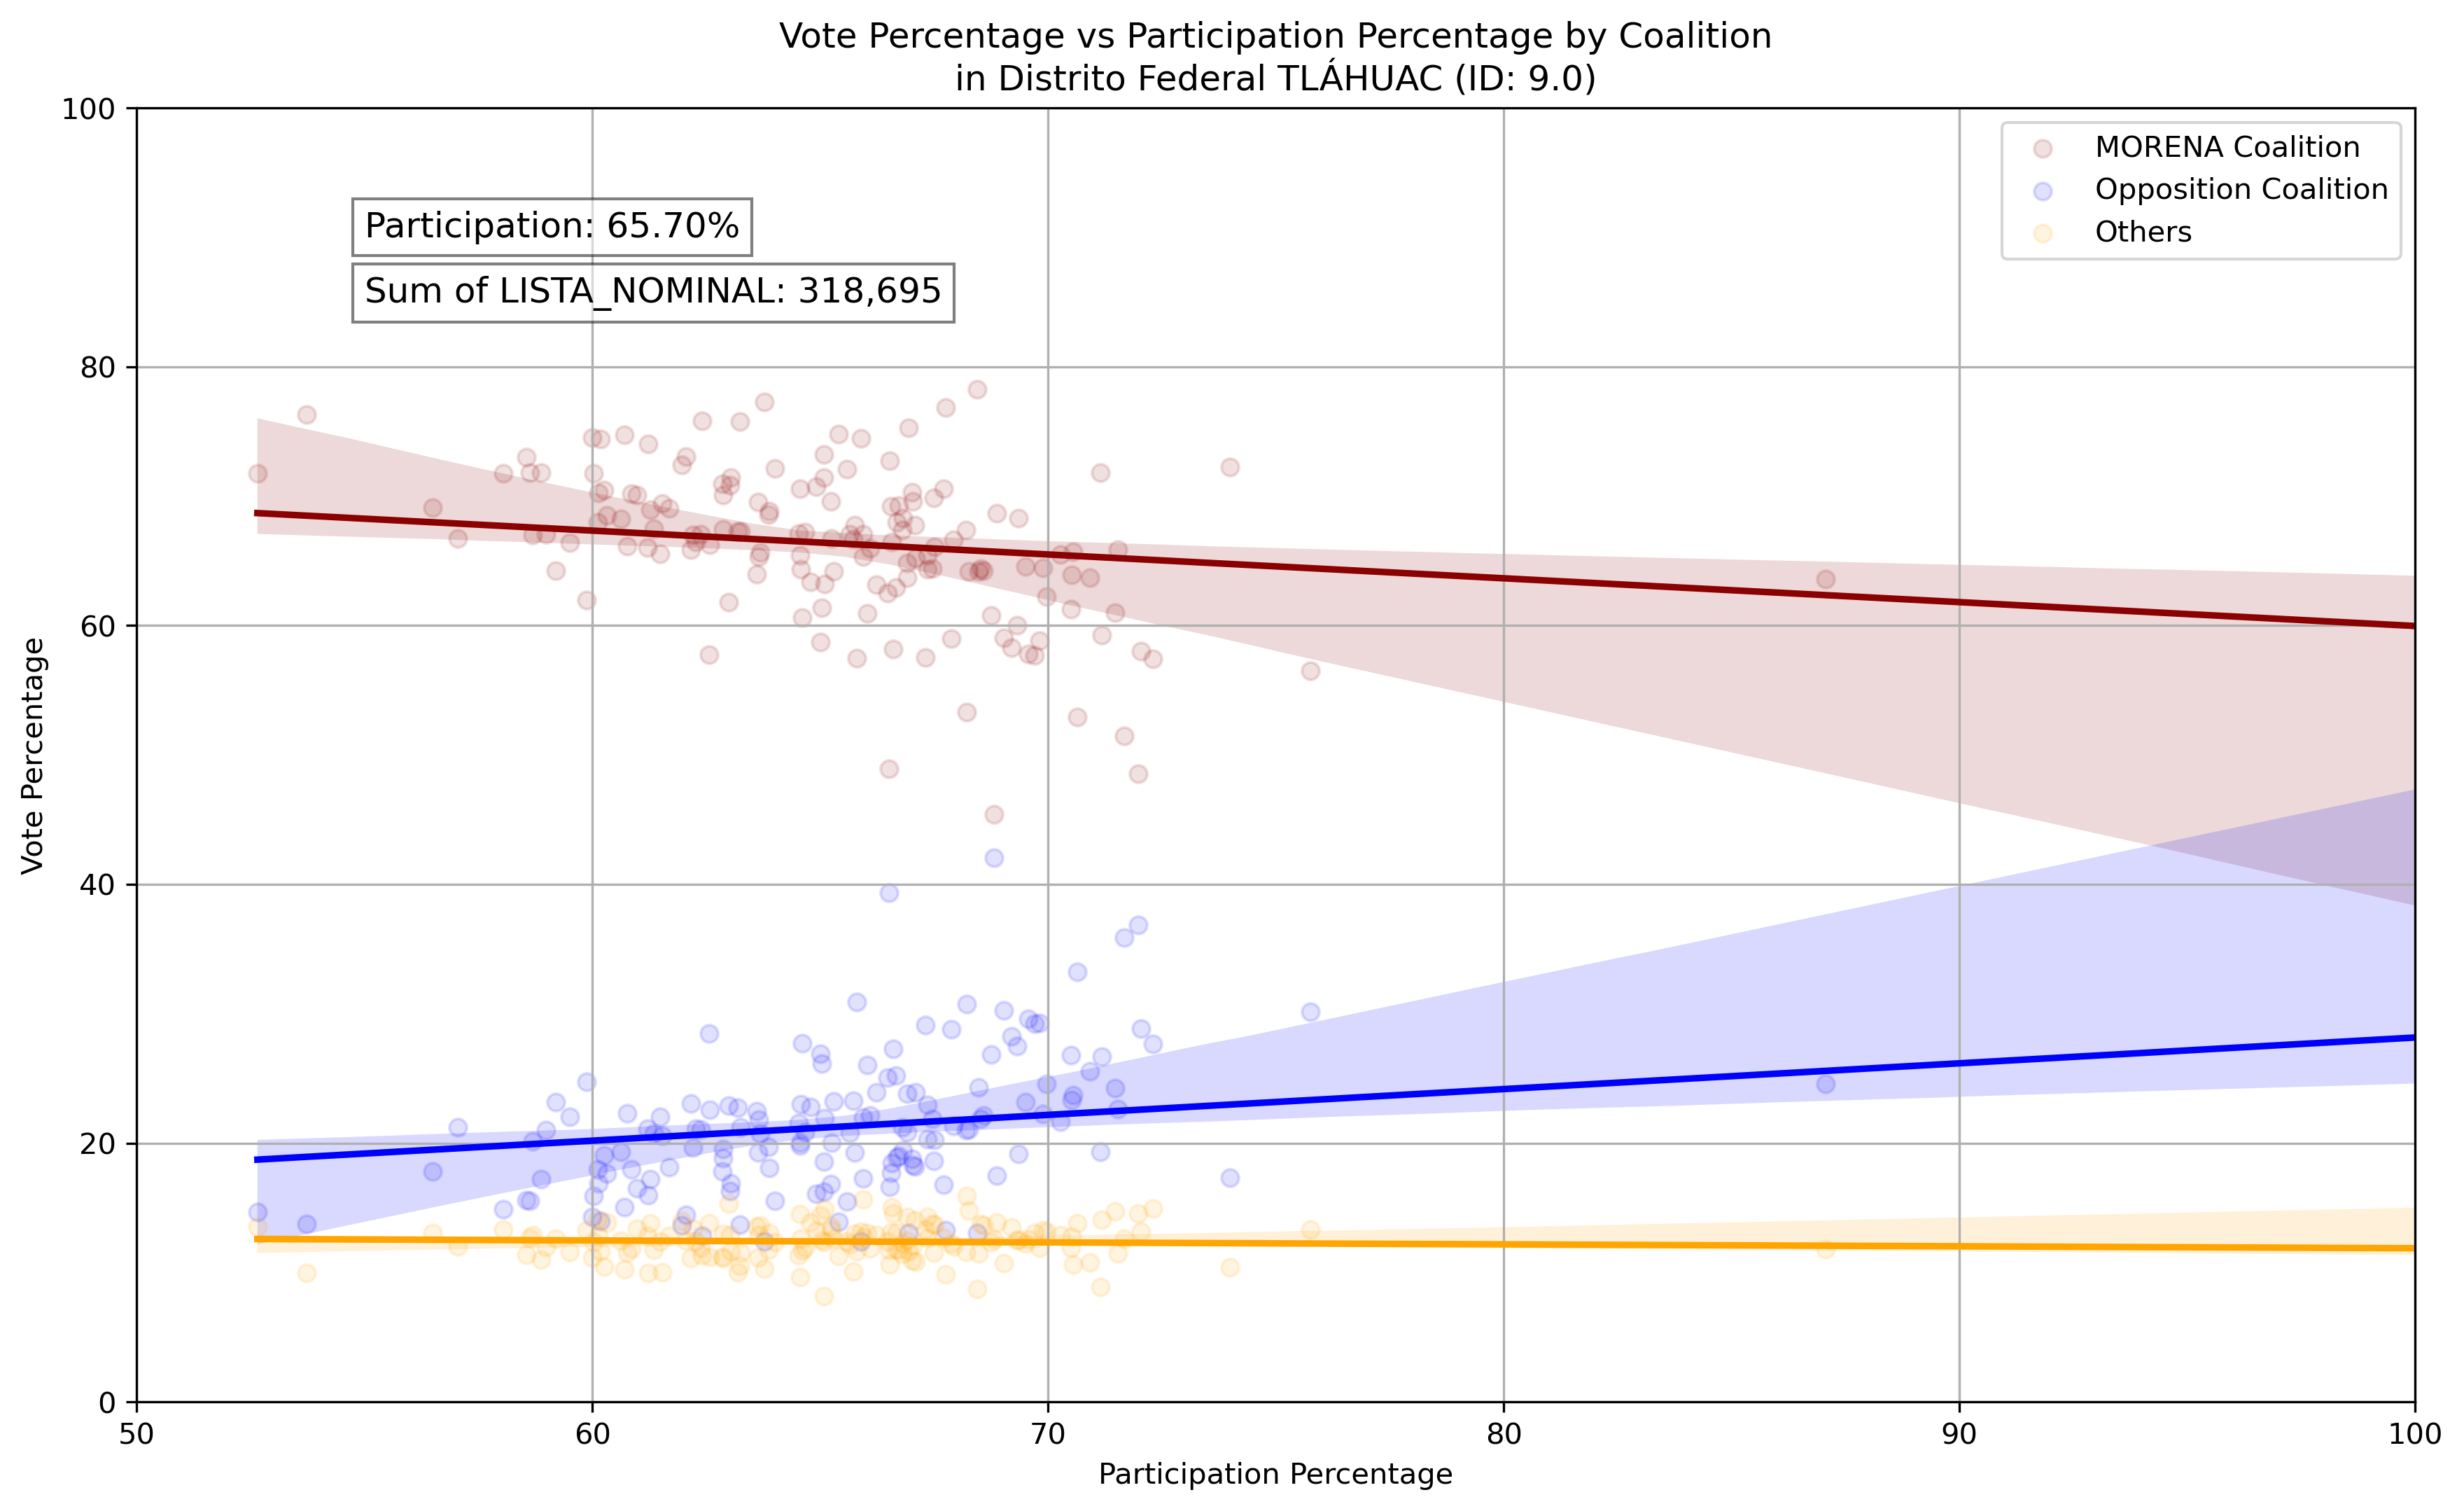 Vote Percentage vs Participation Percentage by Coalition
in Distrito Federal TLÁHUAC (ID: 9.0)
100
80
60
40
20
0
Vote Percentage
Participation: 65.70%
Sum of LISTA_NOMINAL: 318,695
MORENA Coalition
Opposition Coalition
Others
50
60
70
80
90
100
Participation Percentage